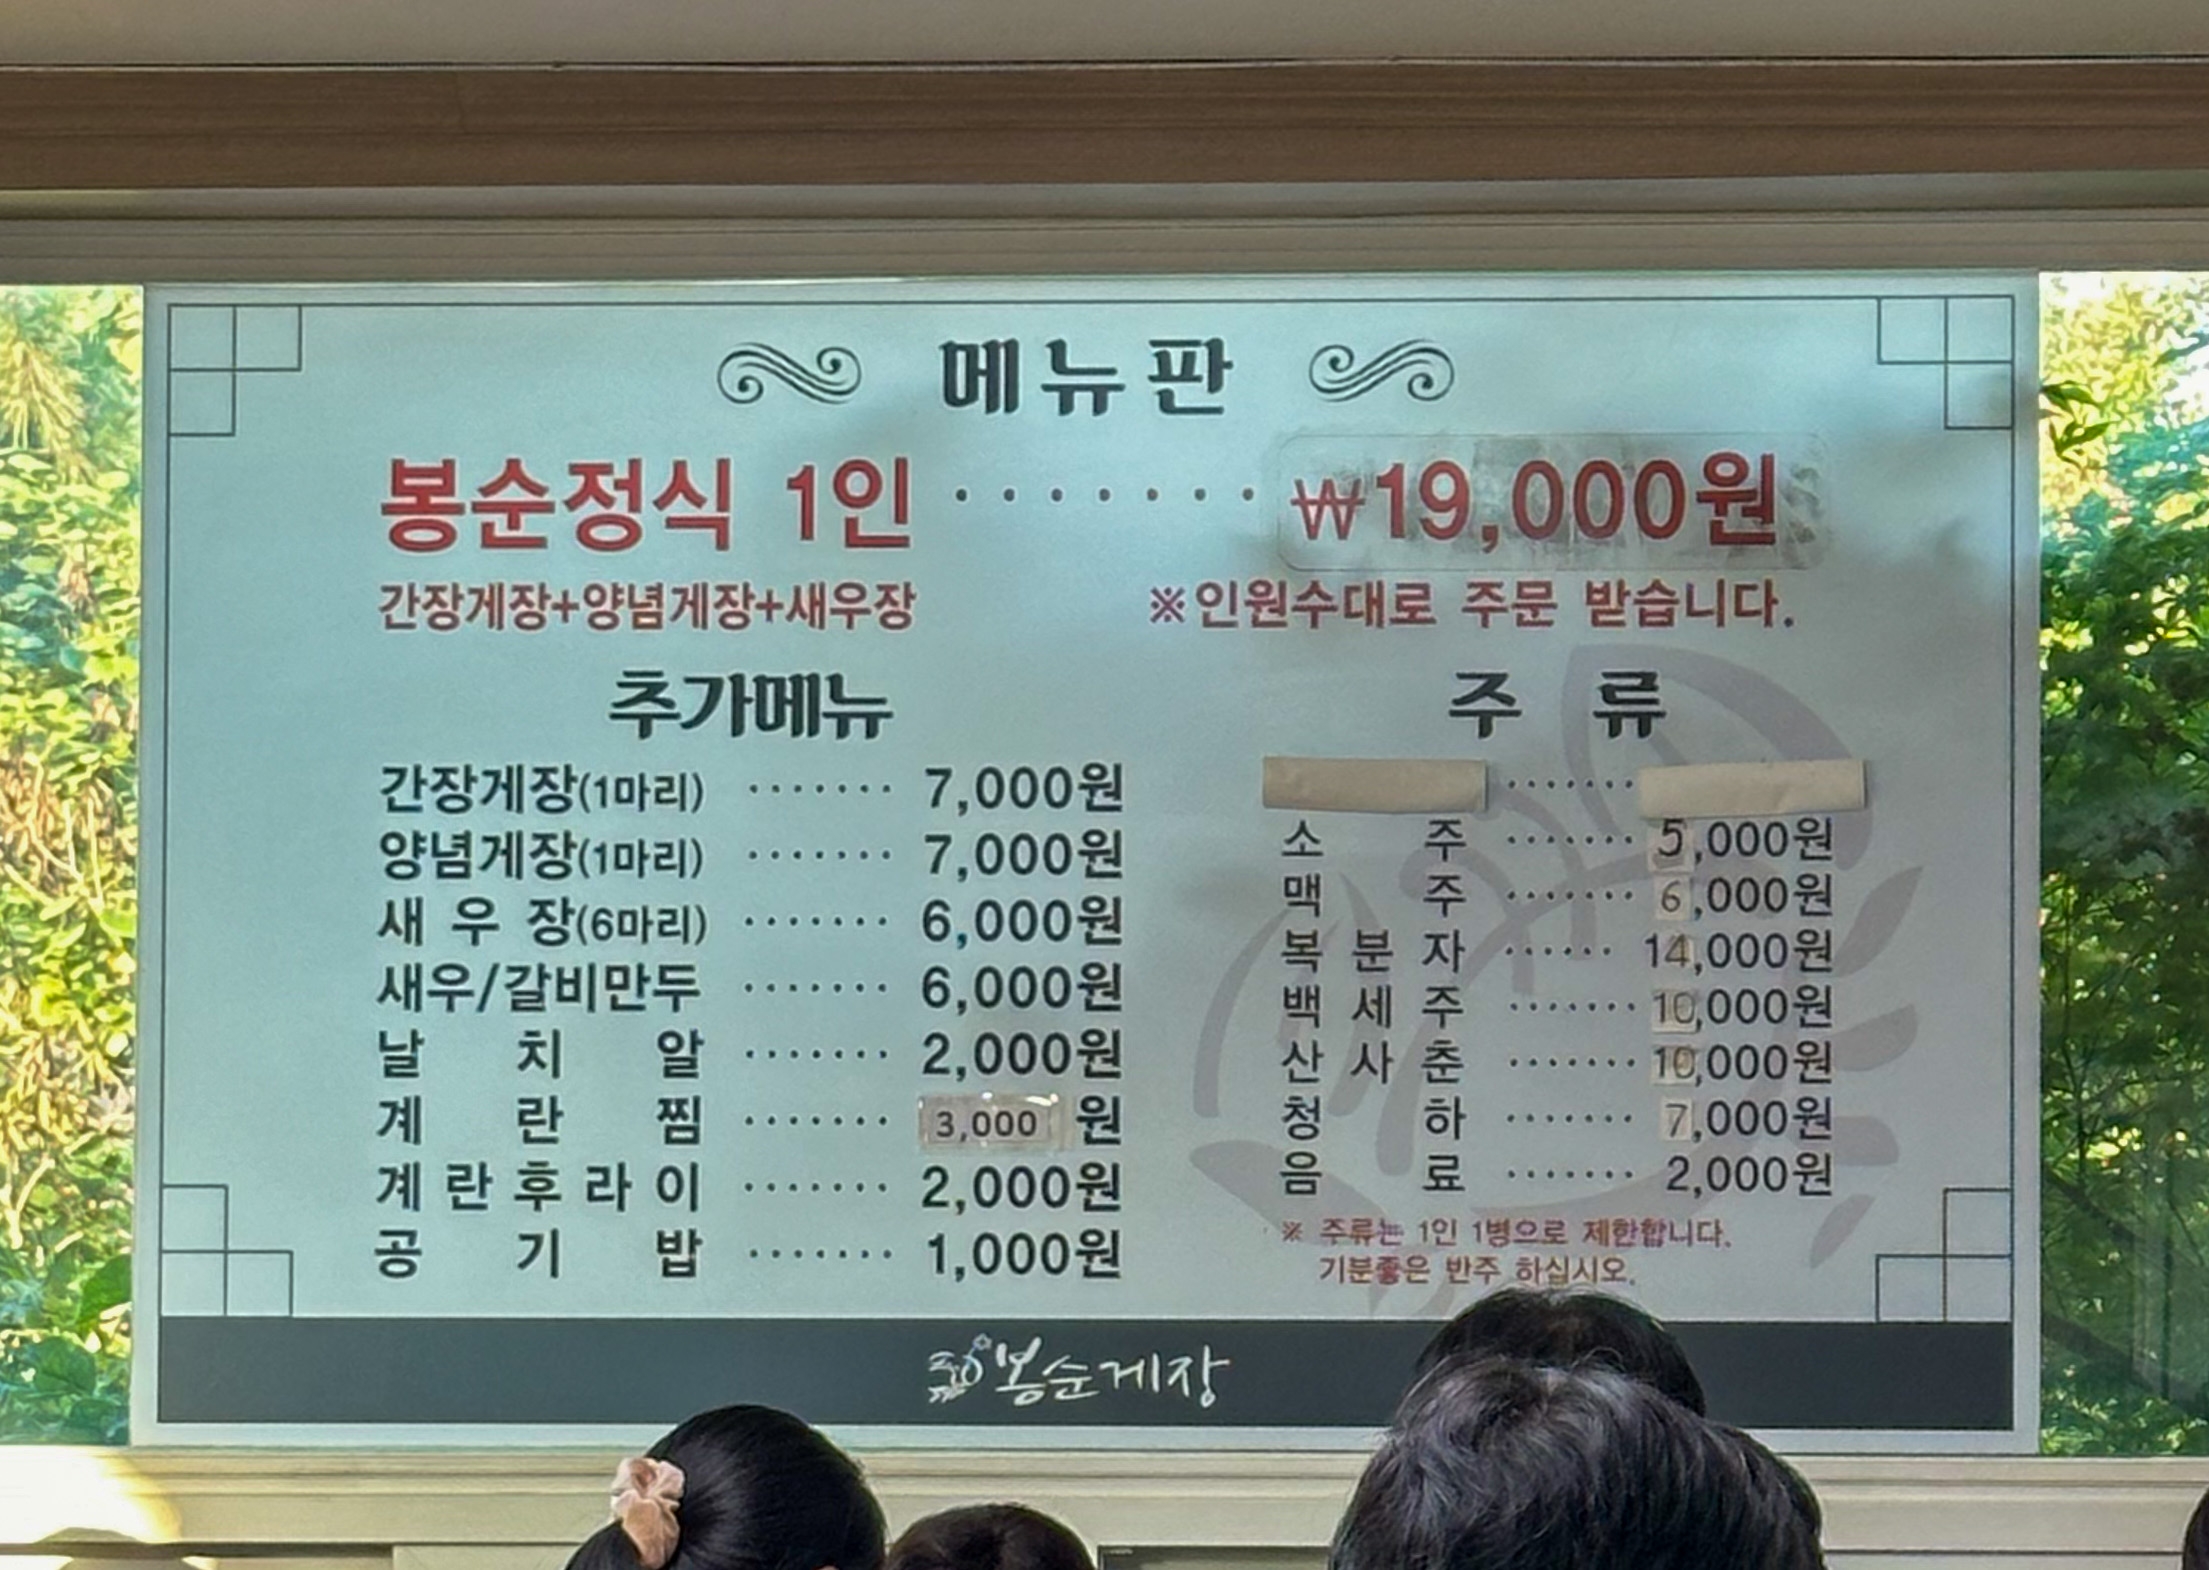 메뉴판
봉순정식 1인 ········ ₩19,000원
간장게장+양념게장+새우장
※인원수대로 주문 받습니다.
추가메뉴
간장게장(1마리) ······· 7,000원
양념게장(1마리) ······· 7,000원
새 우 장(6마리) ······· 6,000원
새우/갈비만두 ······· 6,000원
날 치 알 ······· 2,000원
계 란 찜 ······· 3,000 원
계 란 후 라 이 ······· 2,000원
공 기 밥 ······· 1,000원
주 류
소 주 ······· 5,000원
맥 주 ······· 6,000원
복 분 자 ······ 14,000원
백 세 주 ······· 10,000원
산 사 춘 ······· 10,000원
청 하 ······· 7,000원
음 료 ······· 2,000원
※ 주류는 1인 1병으로 제한합니다.
기분좋은 반주 하십시오.
봉순게장